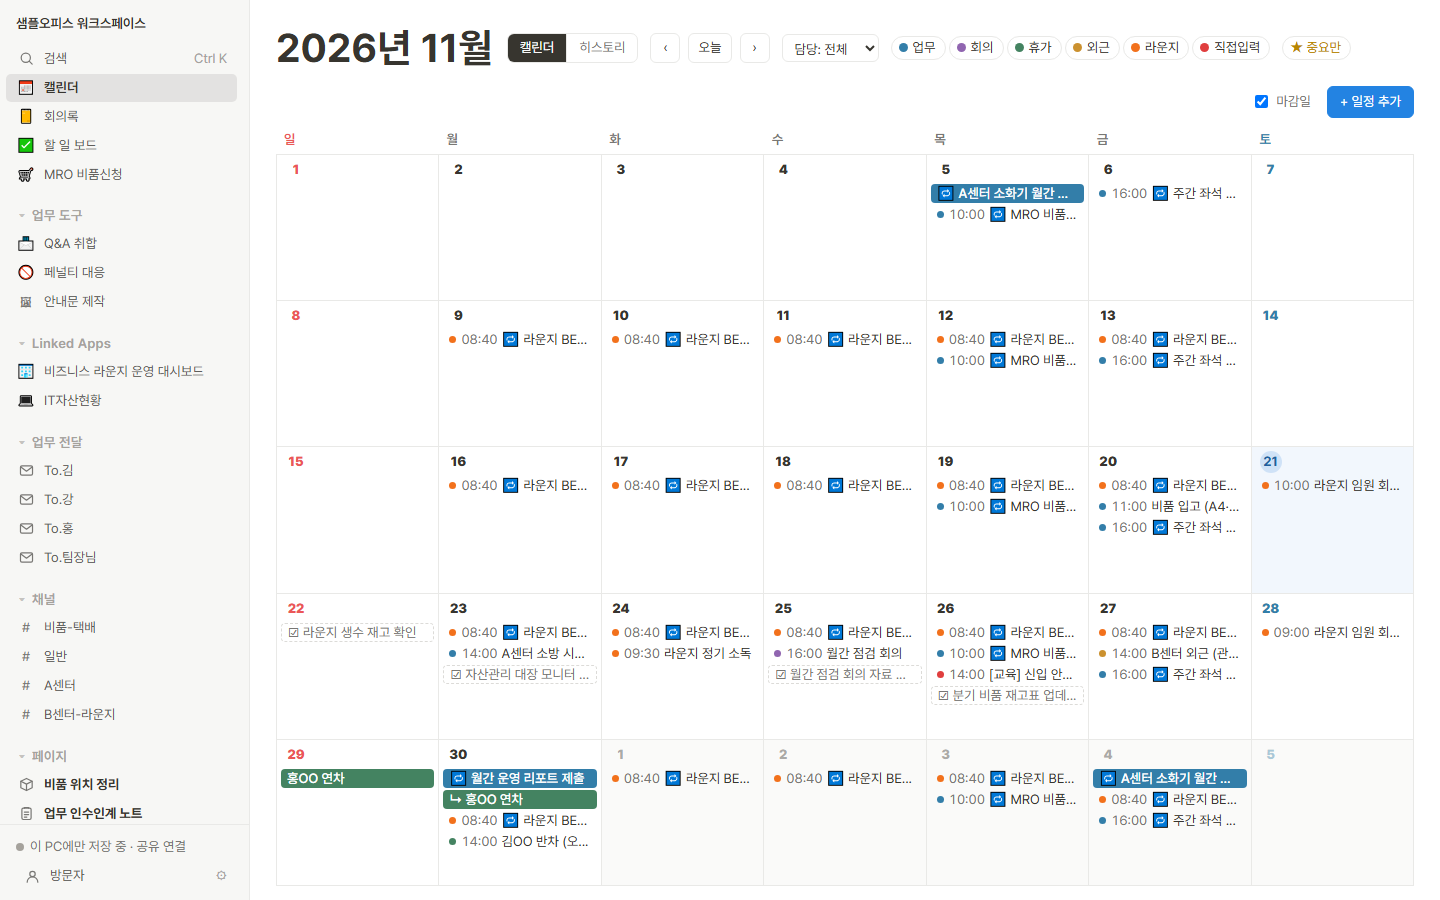 샘플오피스 워크스페이스
검색 Ctrl K
캘린더
회의록
할 일 보드
MRO 비품신청
업무 도구
Q&A 취합
페널티 대응
안내문 제작
Linked Apps
비즈니스 라운지 운영 대시보드
IT자산현황
업무 전달
To.김
To.강
To.홍
To.팀장님
채널
# 비품-택배
# 일반
# A센터
# B센터-라운지
페이지
비품 위치 정리
업무 인수인계 노트
이 PC에만 저장 중 · 공유 연결
방문자
2026년 11월 캘린더 히스토리 ‹ 오늘 › 담당: 전체 업무 회의 휴가 외근 라운지 직접입력 ★ 중요만
마감일 + 일정 추가
일 월 화 수 목 금 토
1 2 3 4 5 6 7
A센터 소화기 월간 ... 16:00 주간 좌석 ...
10:00 MRO 비품...
8 9 10 11 12 13 14
08:40 라운지 BE... 08:40 라운지 BE... 08:40 라운지 BE... 08:40 라운지 BE... 08:40 라운지 BE...
10:00 MRO 비품... 16:00 주간 좌석 ...
15 16 17 18 19 20 21
08:40 라운지 BE... 08:40 라운지 BE... 08:40 라운지 BE... 08:40 라운지 BE... 08:40 라운지 BE... 10:00 라운지 임원 회...
10:00 MRO 비품... 11:00 비품 입고 (A4·...
16:00 주간 좌석 ...
22 23 24 25 26 27 28
☑ 라운지 생수 재고 확인 08:40 라운지 BE... 08:40 라운지 BE... 08:40 라운지 BE... 08:40 라운지 BE... 08:40 라운지 BE... 09:00 라운지 임원 회...
14:00 A센터 소방 시... 09:30 라운지 정기 소독 16:00 월간 점검 회의 10:00 MRO 비품... 14:00 B센터 외근 (관...
☑ 자산관리 대장 모니터 ... ☑ 월간 점검 회의 자료 ... 14:00 [교육] 신입 안... 16:00 주간 좌석 ...
☑ 분기 비품 재고표 업데...
29 30 1 2 3 4 5
홍OO 연차 월간 운영 리포트 제출 08:40 라운지 BE... 08:40 라운지 BE... 08:40 라운지 BE... A센터 소화기 월간 ...
↪ 홍OO 연차 10:00 MRO 비품... 08:40 라운지 BE...
08:40 라운지 BE... 16:00 주간 좌석 ...
14:00 김OO 반차 (오...